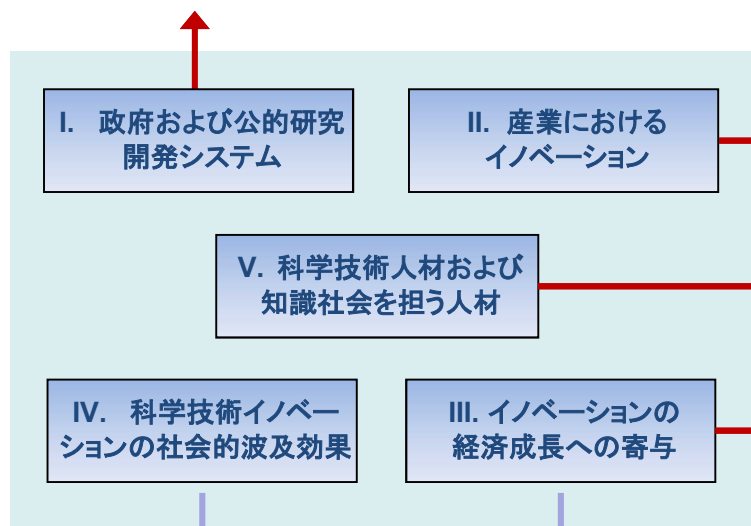 I. 政府および公的研究
開発システム
II. 産業における
イノベーション
V. 科学技術人材および
知識社会を担う人材
IV. 科学技術イノベー
ションの社会的波及効果
III. イノベーションの
経済成長への寄与